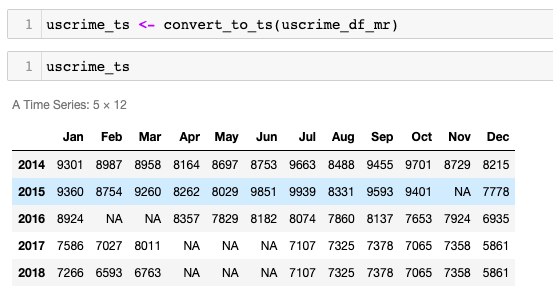 1 uscrime_ts <- convert_to_ts(uscrime_df_mr)
1 uscrime_ts
A Time Series: 5 × 12
Jan Feb Mar Apr May Jun Jul Aug Sep Oct Nov Dec
2014 9301 8987 8958 8164 8697 8753 9663 8488 9455 9701 8729 8215
2015 9360 8754 9260 8262 8029 9851 9939 8331 9593 9401 NA 7778
2016 8924 NA NA 8357 7829 8182 8074 7860 8137 7653 7924 6935
2017 7586 7027 8011 NA NA NA 7107 7325 7378 7065 7358 5861
2018 7266 6593 6763 NA NA NA 7107 7325 7378 7065 7358 5861